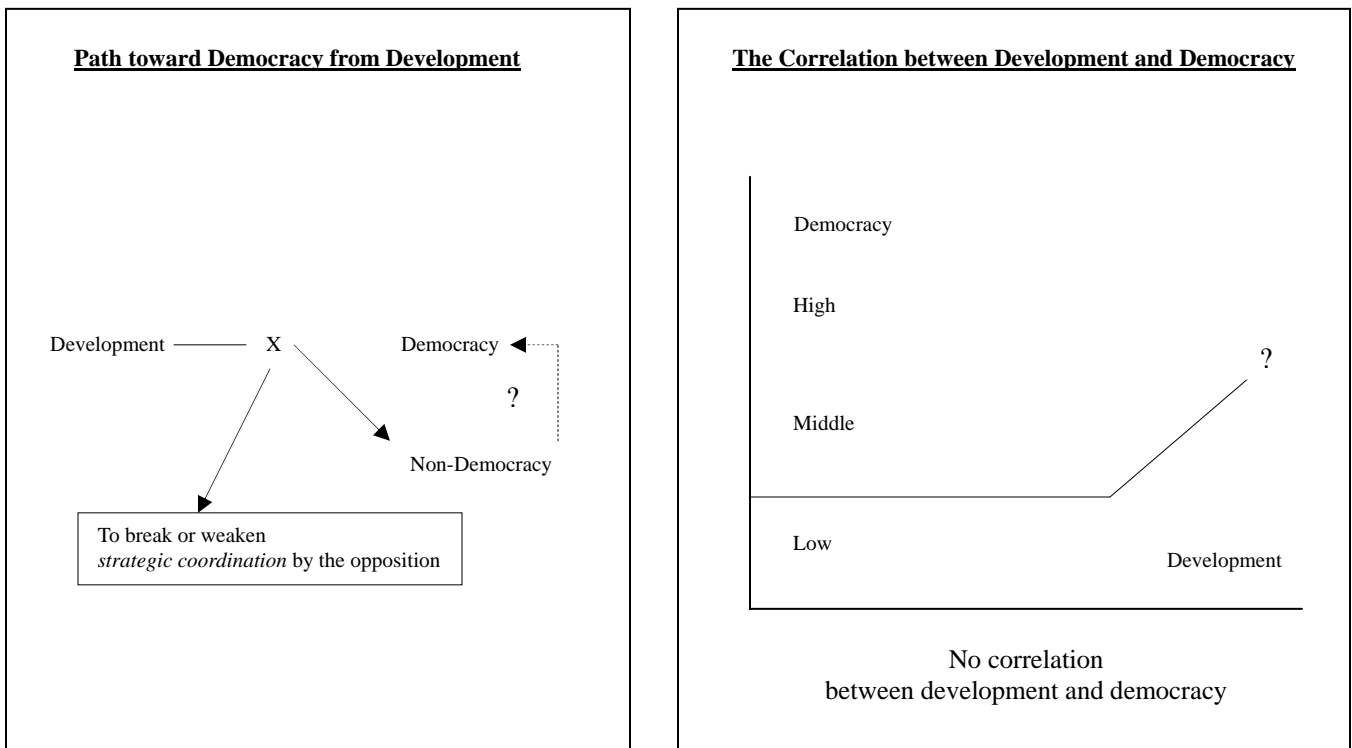 Path toward Democracy from Development
Development
X
Democracy
?
Non-Democracy
To break or weaken
strategic coordination by the opposition
The Correlation between Development and Democracy
Democracy
High
?
Middle
Low
Development
No correlation
between development and democracy